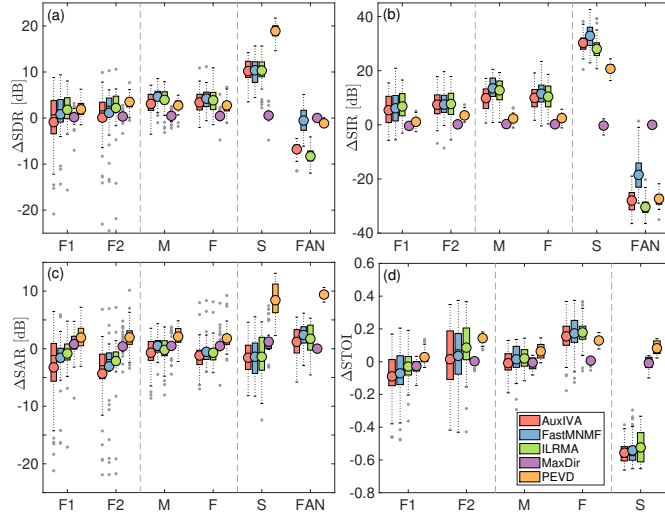 (a)
ΔSDR [dB]
20
10
0
-10
-20
F1 F2 M F S FAN
(b)
ΔSIR [dB]
40
20
0
-20
-40
F1 F2 M F S FAN
(c)
ΔSAR [dB]
20
10
0
-10
-20
F1 F2 M F S FAN
(d)
ΔSTOI
0.6
0.4
0.2
0
-0.2
-0.4
-0.6
-0.8
F1 F2 M F S
AuxIVA
FastMNMF
ILRMA
MaxDir
PEVD